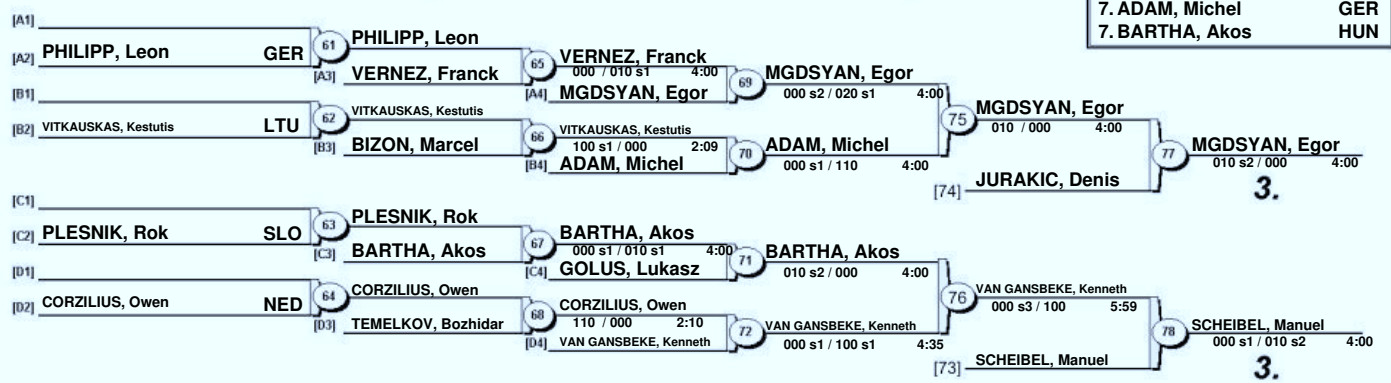 7. ADAM, Michel GER
7. BARTHA, Akos HUN
[A1]
[A2] PHILIPP, Leon GER
61
PHILIPP, Leon
[A3] VERNEZ, Franck
65
VERNEZ, Franck
000 / 010 s1 4:00
[A4] MGDSYAN, Egor
69
MGDSYAN, Egor
000 s2 / 020 s1 4:00
[B1]
[B2] VITKAUSKAS, Kestutis LTU
62
VITKAUSKAS, Kestutis
[B3] BIZON, Marcel
66
VITKAUSKAS, Kestutis
100 s1 / 000 2:09
[B4] ADAM, Michel
70
ADAM, Michel
000 s1 / 110 4:00
75
MGDSYAN, Egor
010 / 000 4:00
[74] JURAKIC, Denis
77
MGDSYAN, Egor
010 s2 / 000 4:00
3.
[C1]
[C2] PLESNIK, Rok SLO
63
PLESNIK, Rok
[C3] BARTHA, Akos
67
BARTHA, Akos
000 s1 / 010 s1 4:00
[C4] GOLUS, Lukasz
71
BARTHA, Akos
010 s2 / 000 4:00
[D1]
[D2] CORZILIUS, Owen NED
64
CORZILIUS, Owen
[D3] TEMELKOV, Bozhidar
68
CORZILIUS, Owen
110 / 000 2:10
[D4] VAN GANSBEKE, Kenneth
72
VAN GANSBEKE, Kenneth
000 s1 / 100 s1 4:35
76
VAN GANSBEKE, Kenneth
000 s3 / 100 5:59
[73] SCHEIBEL, Manuel
78
SCHEIBEL, Manuel
000 s1 / 010 s2 4:00
3.